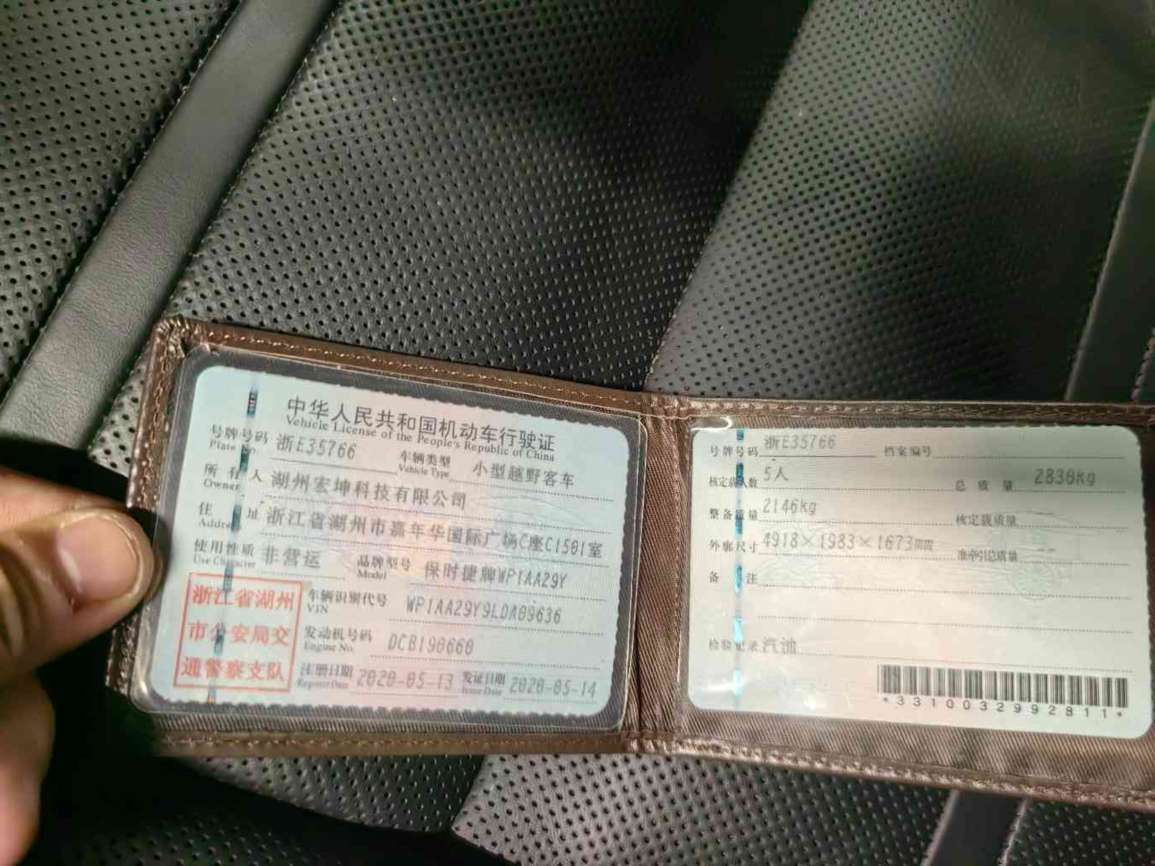 中华人民共和国机动车行驶证
Vehicle License of the People's Republic of China
号牌号码 Plate No. 浙E35766 车辆类型 Vehicle Type 小型越野客车
所有人 Owner 湖州宏坤科技有限公司
住址 Address 浙江省湖州市嘉年华国际广场C座C1501室
使用性质 Use Character 非营运 品牌型号 Model 保时捷牌WP1AA29Y
浙江省湖州市公安局交通警察支队
车辆识别代号 VIN WP1AA29Y9LDA09636
发动机号码 Engine No. DCB190660
注册日期 Register Date 2020-05-13 发证日期 Issue Date 2020-05-14
号牌号码 浙E35766 档案编号
核定载人数 5人 总质量 2830kg
整备质量 2146kg 核定载质量 --
外廓尺寸 4918×1983×1673mm 准牵引总质量 --
备注
检验记录 汽油
*3310032992811*